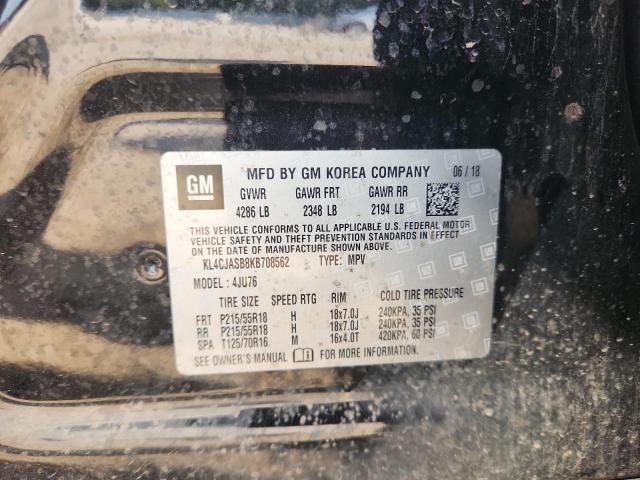 GM MFD BY GM KOREA COMPANY 06/18
GVWR GAWR FRT GAWR RR
4286 LB 2348 LB 2194 LB
THIS VEHICLE CONFORMS TO ALL APPLICABLE U.S. FEDERAL MOTOR
VEHICLE SAFETY AND THEFT PREVENTION STANDARDS IN EFFECT
ON THE DATE OF MANUFACTURE SHOWN ABOVE.
KL4CJASB8KB708562 TYPE: MPV
MODEL: 4JU76
TIRE SIZE SPEED RTG RIM COLD TIRE PRESSURE
FRT P215/55R18 H 18x7.0J 240KPA, 35 PSI
RR P215/55R18 H 18x7.0J 240KPA, 35 PSI
SPA T125/70R16 M 16x4.0T 420KPA, 60 PSI
SEE OWNER'S MANUAL FOR MORE INFORMATION.